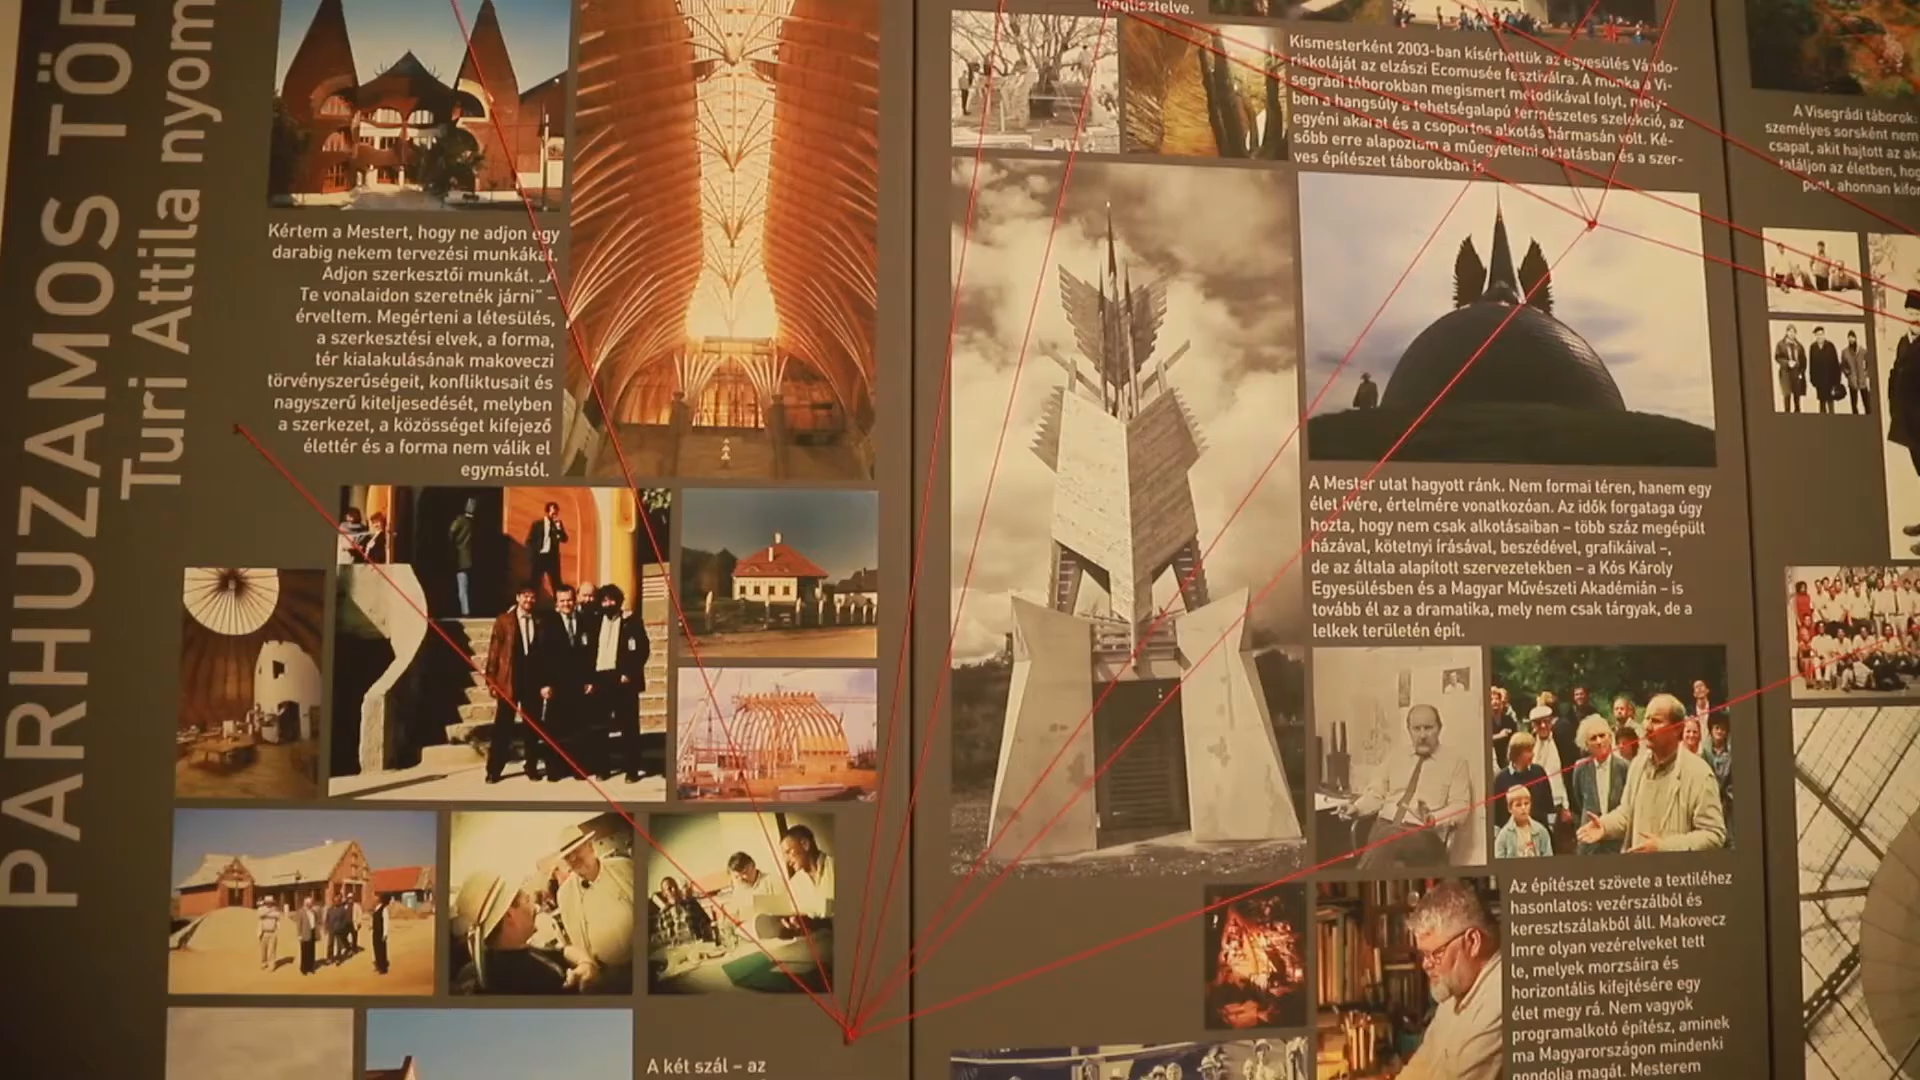 PARHUZAMOS TÖR
Turi Attila nyom
Kértem a Mestert, hogy ne adjon egy
darabig nekem tervezési munkákat.
Adjon szerkesztői munkát. „A
Te vonalaidon szeretnék járni” –
érveltem. Megérteni a létesülés,
a szerkesztési elvek, a forma,
tér kialakulásának makoveczi
törvényszerűségeit, konfliktusait és
nagyszerű kiteljesedését, melyben
a szerkezet, a közösséget kifejező
élettér és a forma nem válik el
egymástól.
A két szál – az
megtisztelve.
Kismesterként 2003-ban kísérhettük az egyesülés Vándo-
riskoláját az elzászi Ecomusée fesztiválra. A munka a Vi-
segrádi táborokban megismert metodikával folyt, mely-
ben a hangsúly a tehetségalapú természetes szelekció, az
egyéni akarat és a csoportos alkotás hármasán volt. Ké-
sőbb erre alapoztam a műegyetemi oktatásban és a szer-
ves építészet táborokban is.
A Mester utat hagyott ránk. Nem formai téren, hanem egy
élet ívére, értelmére vonatkozóan. Az idők forgataga úgy
hozta, hogy nem csak alkotásaiban – több száz megépült
házával, kötetnyi írásával, beszédével, grafikáival –,
de az általa alapított szervezetekben – a Kós Károly
Egyesülésben és a Magyar Művészeti Akadémián – is
tovább él az a dramatika, mely nem csak tárgyak, de a
lelkek területén épít.
Az építészet szövete a textiléhez
hasonlatos: vezérszálból és
keresztszálakból áll. Makovecz
Imre olyan vezérelveket tett
le, melyek morzsáira és
horizontális kifejtésére egy
élet megy rá. Nem vagyok
programalkotó építész, aminek
ma Magyarországon mindenki
gondolja magát. Mesterem
A Visegrádi táborok:
személyes sorsként nem
csapat, akit hajtott az aka
találjon az életben, hog
pont, ahonnan kifor